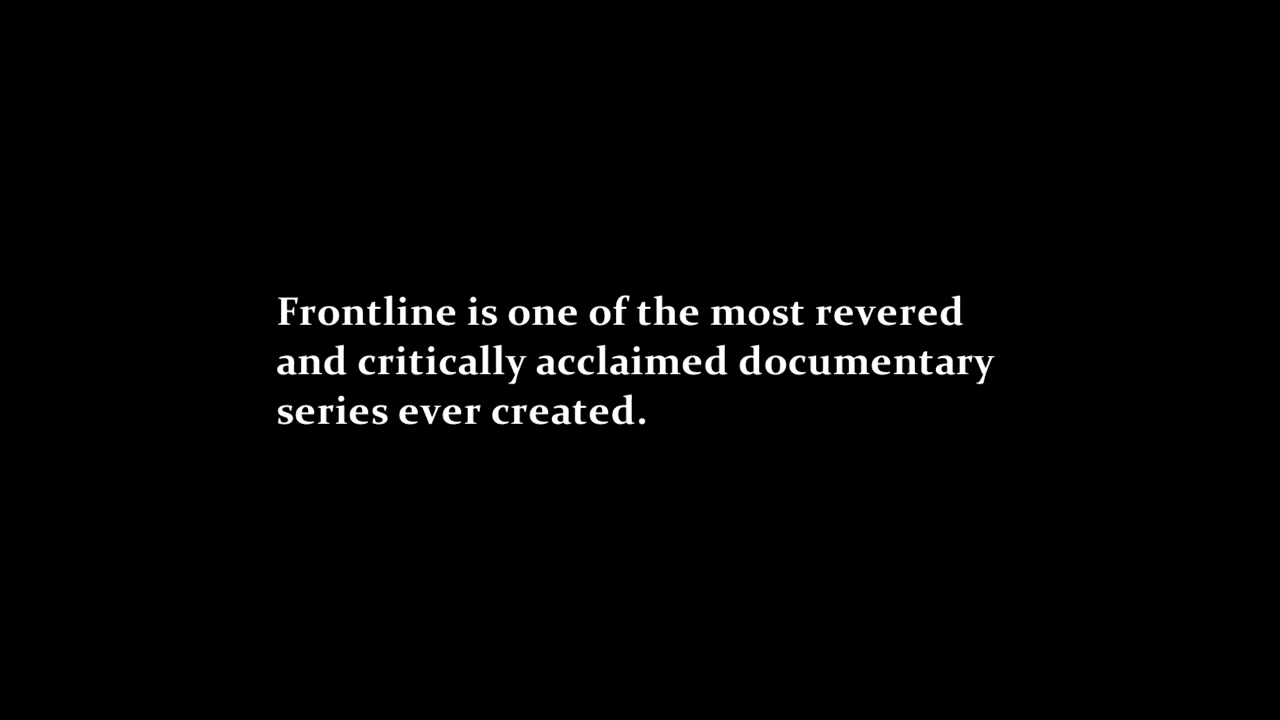 Frontline is one of the most revered
and critically acclaimed documentary
series ever created.